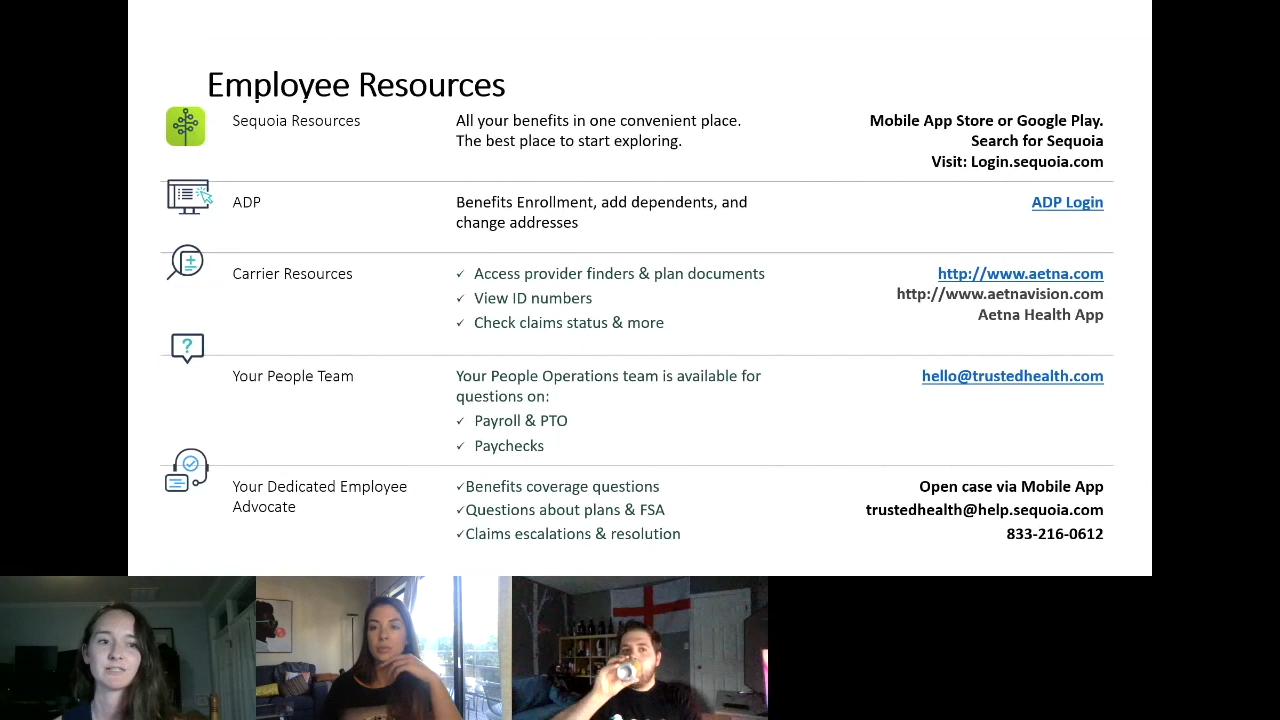 Employee Resources
Sequoia Resources
All your benefits in one convenient place.
The best place to start exploring.
Mobile App Store or Google Play.
Search for Sequoia
Visit: Login.sequoia.com
ADP
Benefits Enrollment, add dependents, and
change addresses
ADP Login
Carrier Resources
✓ Access provider finders & plan documents
✓ View ID numbers
✓ Check claims status & more
http://www.aetna.com
http://www.aetnavision.com
Aetna Health App
?
Your People Team
Your People Operations team is available for
questions on:
✓ Payroll & PTO
✓ Paychecks
hello@trustedhealth.com
Your Dedicated Employee
Advocate
✓Benefits coverage questions
✓Questions about plans & FSA
✓Claims escalations & resolution
Open case via Mobile App
trustedhealth@help.sequoia.com
833-216-0612